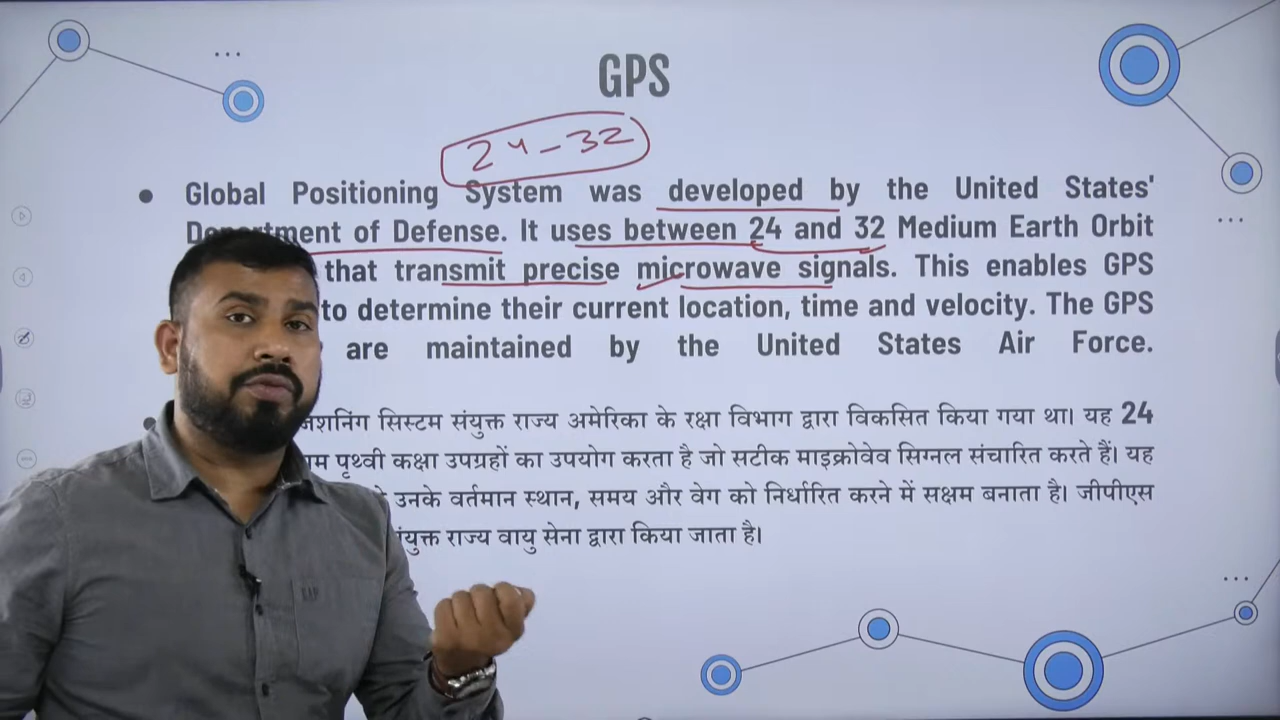 GPS
24-32
Global Positioning System was developed by the United States'
Department of Defense. It uses between 24 and 32 Medium Earth Orbit
that transmit precise microwave signals. This enables GPS
to determine their current location, time and velocity. The GPS
are maintained by the United States Air Force.
सिस्टम संयुक्त राज्य अमेरिका के रक्षा विभाग द्वारा विकसित किया गया था। यह 24
पृथ्वी कक्षा उपग्रहों का उपयोग करता है जो सटीक माइक्रोवेव सिग्नल संचारित करते हैं। यह
उनके वर्तमान स्थान, समय और वेग को निर्धारित करने में सक्षम बनाता है। जीपीएस
राज्य वायु सेना द्वारा किया जाता है।